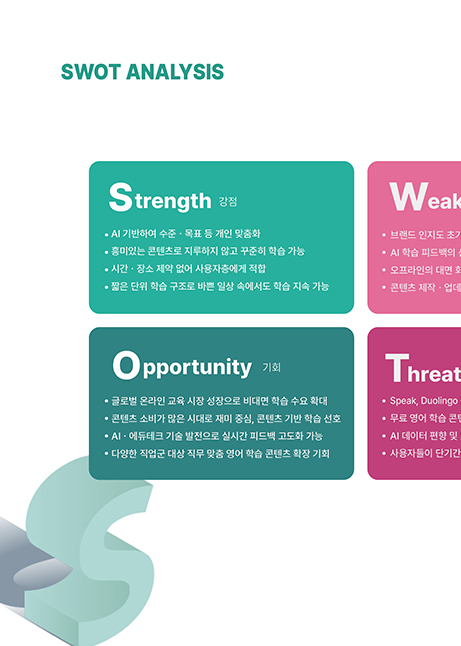 SWOT ANALYSIS
Strength 강점
• AI 기반하여 수준 · 목표 등 개인 맞춤화
• 흥미있는 콘텐츠로 지루하지 않고 꾸준히 학습 가능
• 시간 · 장소 제약 없어 사용자층에게 적합
• 짧은 단위 학습 구조로 바쁜 일상 속에서도 학습 지속 가능
Weak
• 브랜드 인지도 초기
• AI 학습 피드백의
• 오프라인의 대면
• 콘텐츠 제작 · 업데
Opportunity 기회
• 글로벌 온라인 교육 시장 성장으로 비대면 학습 수요 확대
• 콘텐츠 소비가 많은 시대로 재미 중심, 콘텐츠 기반 학습 선호
• AI · 에듀테크 기술 발전으로 실시간 피드백 고도화 가능
• 다양한 직업군 대상 직무 맞춤 영어 학습 콘텐츠 확장 기회
Threat
• Speak, Duolingo
• 무료 영어 학습 콘텐
• AI 데이터 편향 및
• 사용자들이 단기간
S